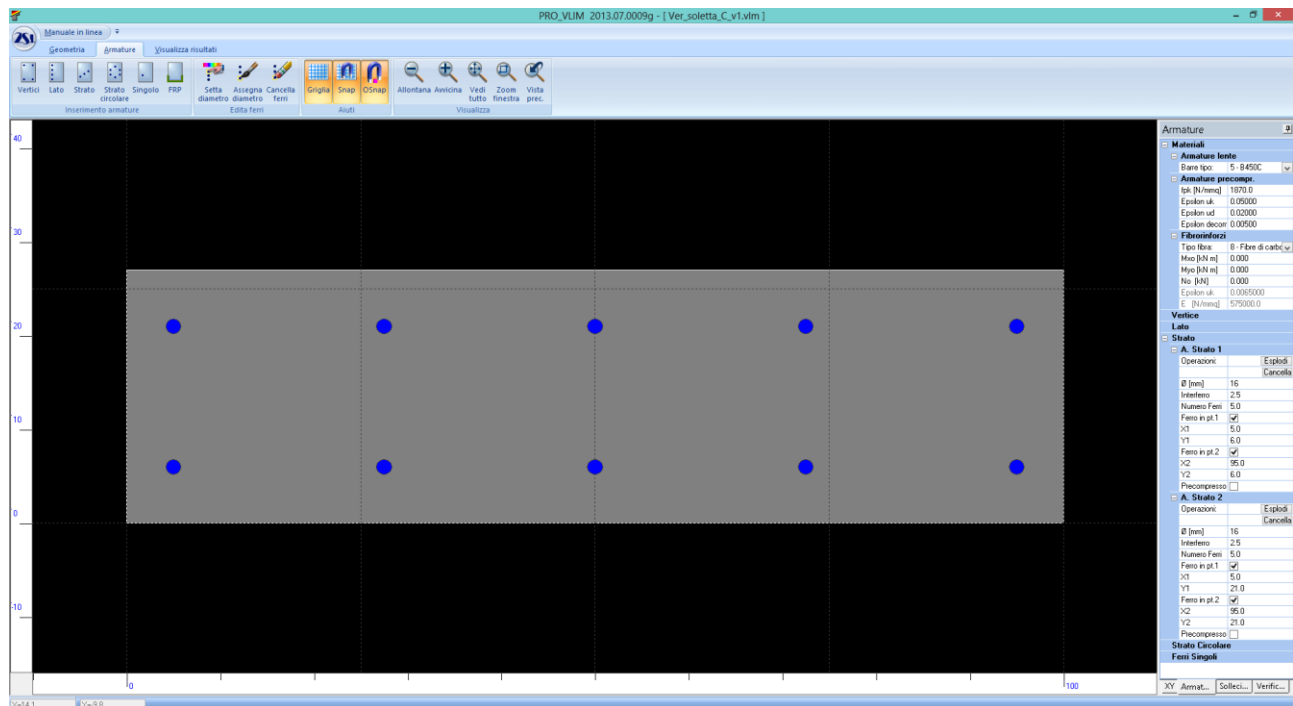 PRO_VLIM 2013.07.0009g - [ Ver_soletta_C_v1.vlm ]
2SI Manuale in linea
Geometria Armature Visualizza risultati
Vertici Lato Strato Strato circolare Singolo FRP Setta diametro Assegna diametro Cancella ferri Griglia Snap OSnap Allontana Avvicina Vedi tutto Zoom finestra Vista prec.
Inserimento armature Edita ferri Aiuti Visualizza
40
30
20
10
0
-10
0 100
Armature
Materiali
Armature lente
Barre tipo: 5 - B450C
Armature precompr.
fpk [N/mmq] 1870.0
Epsilon uk 0.05000
Epsilon ud 0.02000
Epsilon decom 0.00500
Fibrorinforzi
Tipo fibra: 8 - Fibre di carbo
Mxo [kN m] 0.000
Myo [kN m] 0.000
No [kN] 0.000
Epsilon uk 0.0065000
E [N/mmq] 575000.0
Vertice
Lato
Strato
A. Strato 1
Operazioni: Esplodi
Cancella
Ø [mm] 16
Interferro 2.5
Numero Ferri 5.0
Ferro in pt.1
X1 5.0
Y1 6.0
Ferro in pt.2
X2 95.0
Y2 6.0
Precompresso
A. Strato 2
Operazioni: Esplodi
Cancella
Ø [mm] 16
Interferro 2.5
Numero Ferri 5.0
Ferro in pt.1
X1 5.0
Y1 21.0
Ferro in pt.2
X2 95.0
Y2 21.0
Precompresso
Strato Circolare
Ferri Singoli
XY Armat... Solleci... Verific...
X=14.1 Y=-9.8